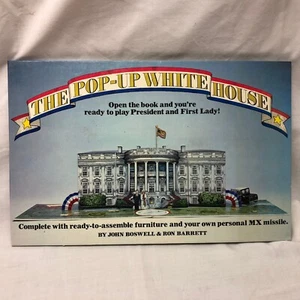 THE POP-UP WHITE HOUSE
Open the book and you're
ready to play President and First Lady!
Complete with ready-to-assemble furniture and your own personal MX missile.
BY JOHN BOSWELL & RON BARRETT